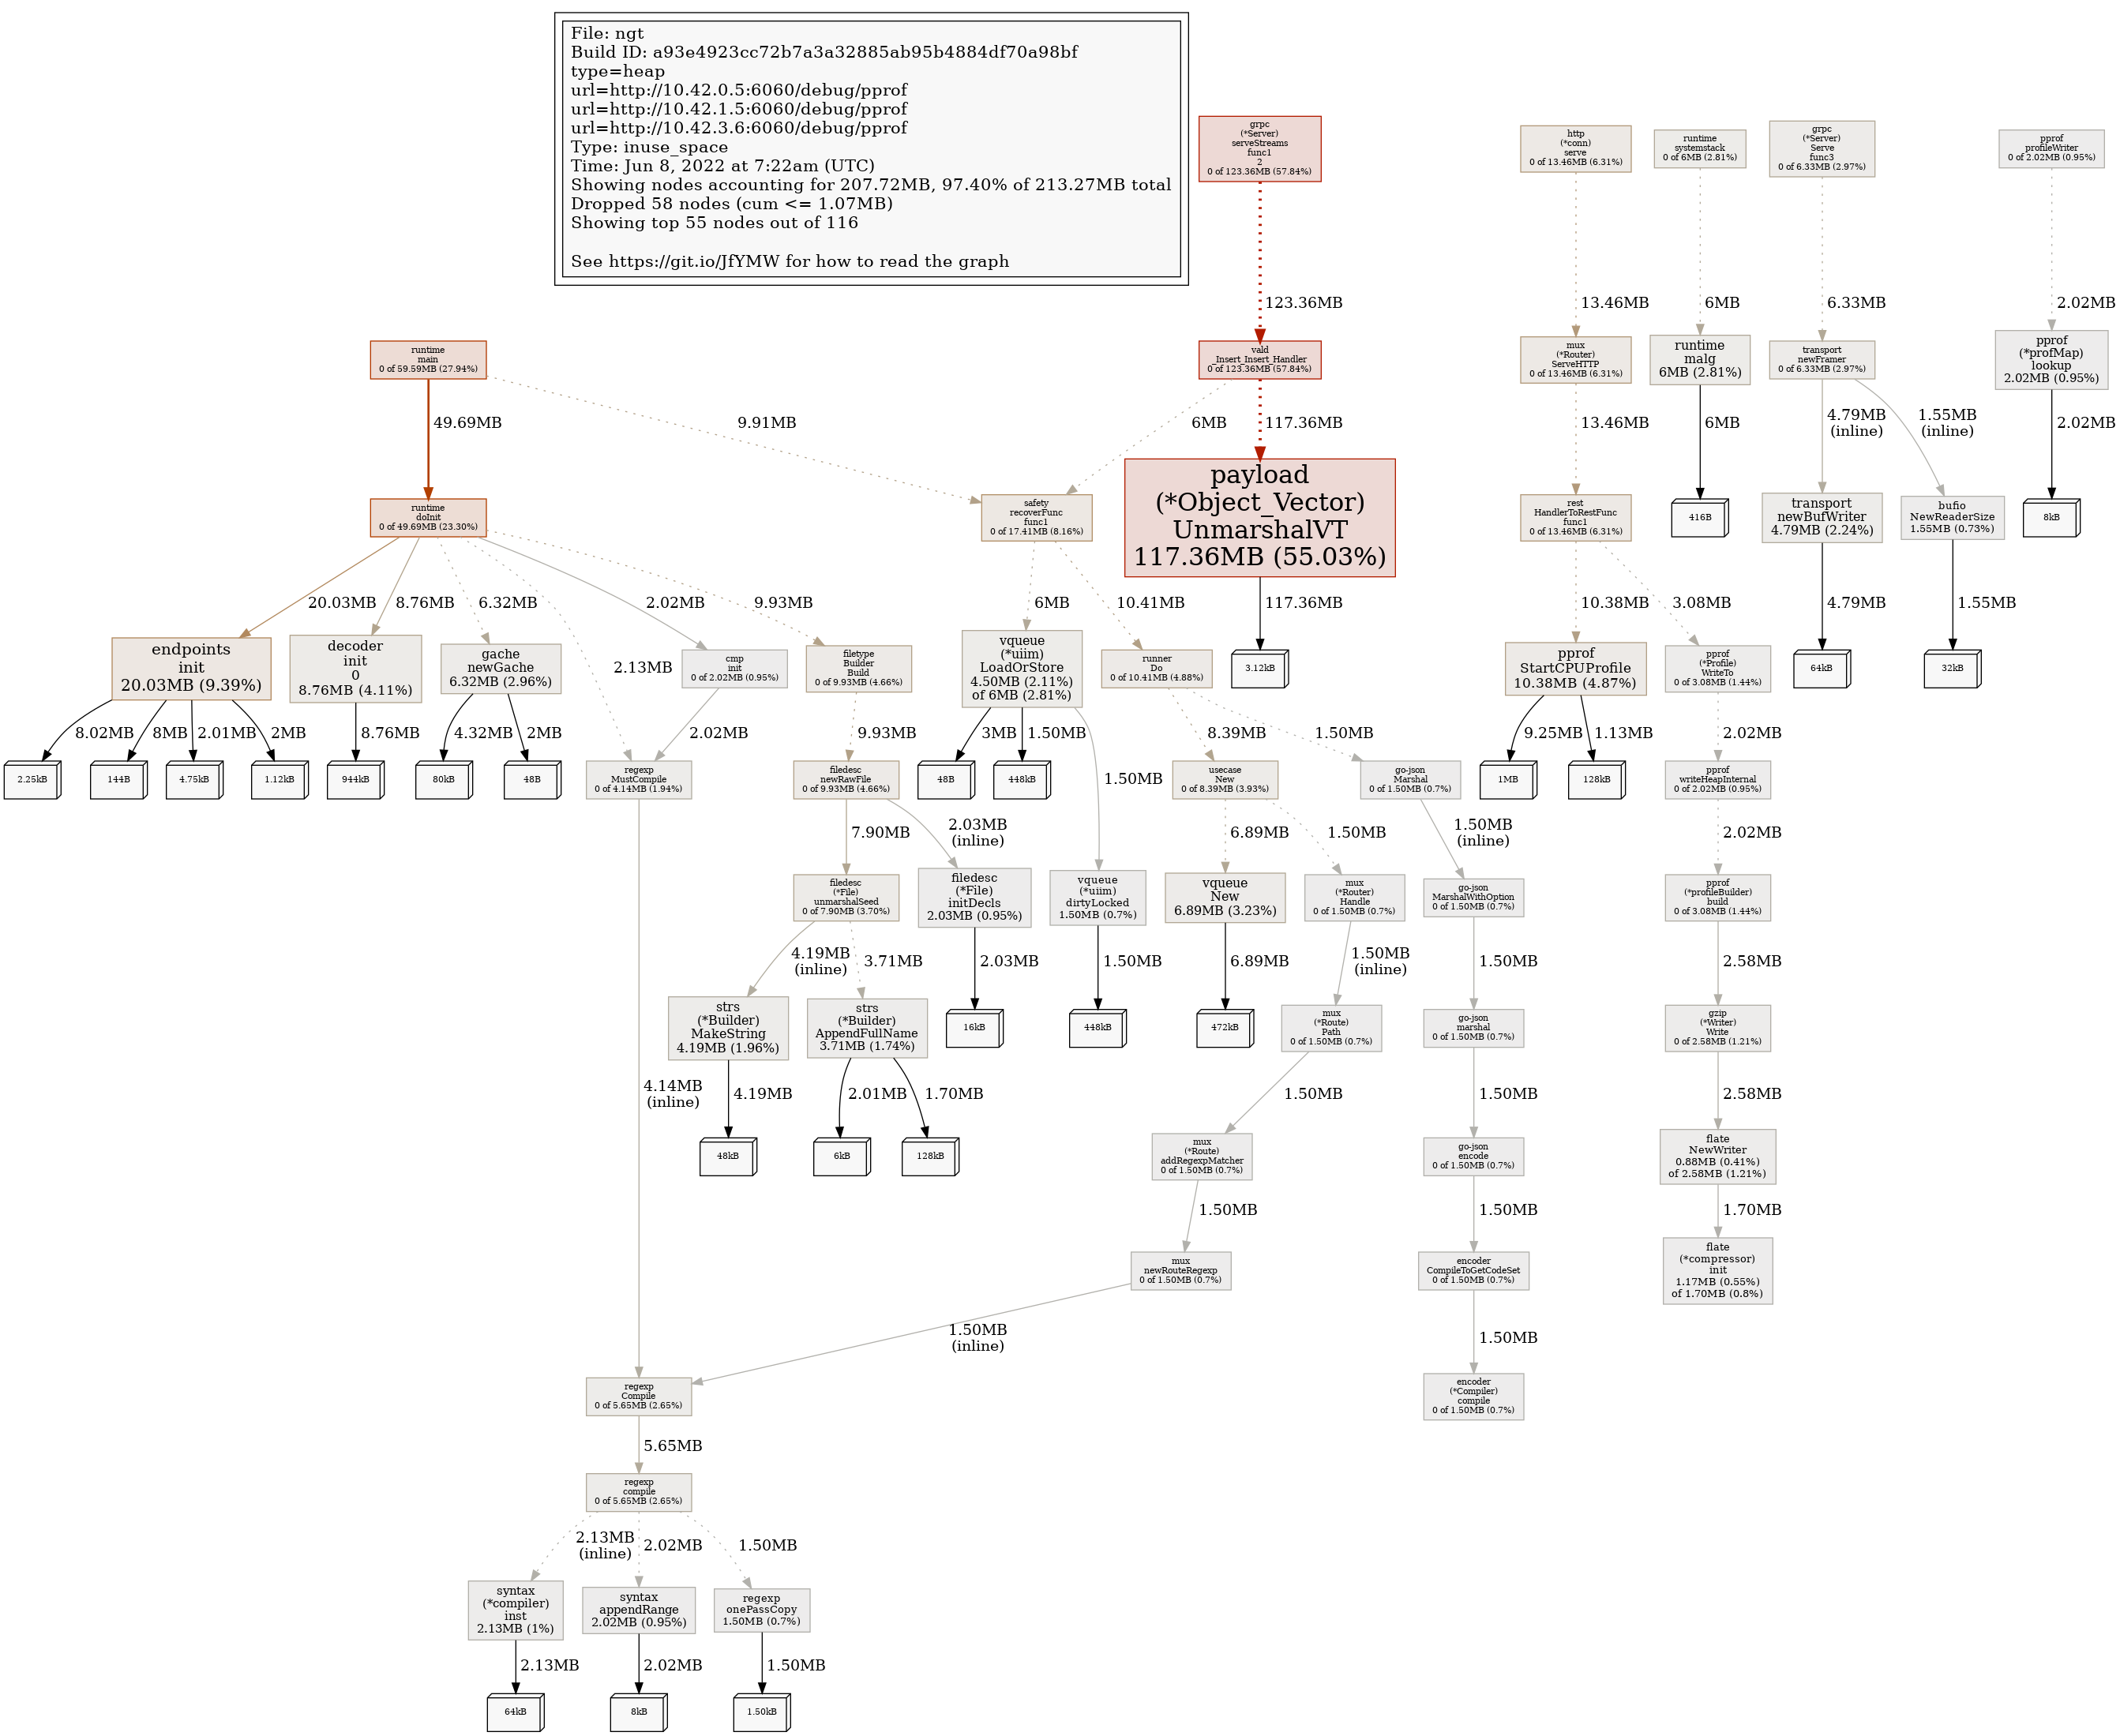 File: ngt
Build ID: a93e4923cc72b7a3a32885ab95b4884df70a98bf
type=heap
url=http://10.42.0.5:6060/debug/pprof
url=http://10.42.1.5:6060/debug/pprof
url=http://10.42.3.6:6060/debug/pprof
Type: inuse_space
Time: Jun 8, 2022 at 7:22am (UTC)
Showing nodes accounting for 207.72MB, 97.40% of 213.27MB total
Dropped 58 nodes (cum <= 1.07MB)
Showing top 55 nodes out of 116
See https://git.io/JfYMW for how to read the graph
grpc
(*Server)
serveStreams
func1
2
0 of 123.36MB (57.84%)
http
(*conn)
serve
0 of 13.46MB (6.31%)
runtime
systemstack
0 of 6MB (2.81%)
grpc
(*Server)
Serve
func3
0 of 6.33MB (2.97%)
pprof
profileWriter
0 of 2.02MB (0.95%)
123.36MB
13.46MB
6MB
6.33MB
2.02MB
runtime
main
0 of 59.59MB (27.94%)
vald
_Insert_Insert_Handler
0 of 123.36MB (57.84%)
mux
(*Router)
ServeHTTP
0 of 13.46MB (6.31%)
runtime
malg
6MB (2.81%)
transport
newFramer
0 of 6.33MB (2.97%)
pprof
(*profMap)
lookup
2.02MB (0.95%)
49.69MB
9.91MB
6MB
117.36MB
13.46MB
6MB
4.79MB
(inline)
1.55MB
(inline)
2.02MB
runtime
doInit
0 of 49.69MB (23.30%)
safety
recoverFunc
func1
0 of 17.41MB (8.16%)
payload
(*Object_Vector)
UnmarshalVT
117.36MB (55.03%)
rest
HandlerToRestFunc
func1
0 of 13.46MB (6.31%)
416B
transport
newBufWriter
4.79MB (2.24%)
bufio
NewReaderSize
1.55MB (0.73%)
8kB
20.03MB
8.76MB
6.32MB
2.13MB
2.02MB
9.93MB
6MB
10.41MB
117.36MB
10.38MB
3.08MB
4.79MB
1.55MB
endpoints
init
20.03MB (9.39%)
decoder
init
0
8.76MB (4.11%)
gache
newGache
6.32MB (2.96%)
cmp
init
0 of 2.02MB (0.95%)
filetype
Builder
Build
0 of 9.93MB (4.66%)
vqueue
(*uiim)
LoadOrStore
4.50MB (2.11%)
of 6MB (2.81%)
runner
Do
0 of 10.41MB (4.88%)
3.12kB
pprof
StartCPUProfile
10.38MB (4.87%)
pprof
(*Profile)
WriteTo
0 of 3.08MB (1.44%)
64kB
32kB
8.02MB
8MB
2.01MB
2MB
8.76MB
4.32MB
2MB
2.02MB
9.93MB
3MB
1.50MB
1.50MB
8.39MB
1.50MB
9.25MB
1.13MB
2.02MB
2.25kB
144B
4.75kB
1.12kB
944kB
80kB
48B
regexp
MustCompile
0 of 4.14MB (1.94%)
filedesc
newRawFile
0 of 9.93MB (4.66%)
48B
448kB
usecase
New
0 of 8.39MB (3.93%)
go-json
Marshal
0 of 1.50MB (0.7%)
1MB
128kB
pprof
writeHeapInternal
0 of 2.02MB (0.95%)
7.90MB
2.03MB
(inline)
6.89MB
1.50MB
1.50MB
(inline)
2.02MB
filedesc
(*File)
unmarshalSeed
0 of 7.90MB (3.70%)
filedesc
(*File)
initDecls
2.03MB (0.95%)
vqueue
(*uiim)
dirtyLocked
1.50MB (0.7%)
vqueue
New
6.89MB (3.23%)
mux
(*Router)
Handle
0 of 1.50MB (0.7%)
go-json
MarshalWithOption
0 of 1.50MB (0.7%)
pprof
(*profileBuilder)
build
0 of 3.08MB (1.44%)
4.19MB
(inline)
3.71MB
2.03MB
1.50MB
6.89MB
1.50MB
(inline)
1.50MB
2.58MB
strs
(*Builder)
MakeString
4.19MB (1.96%)
strs
(*Builder)
AppendFullName
3.71MB (1.74%)
16kB
448kB
472kB
mux
(*Route)
Path
0 of 1.50MB (0.7%)
go-json
marshal
0 of 1.50MB (0.7%)
gzip
(*Writer)
Write
0 of 2.58MB (1.21%)
4.14MB
(inline)
4.19MB
2.01MB
1.70MB
1.50MB
1.50MB
2.58MB
48kB
6kB
128kB
mux
(*Route)
addRegexpMatcher
0 of 1.50MB (0.7%)
go-json
encode
0 of 1.50MB (0.7%)
flate
NewWriter
0.88MB (0.41%)
of 2.58MB (1.21%)
1.50MB
1.50MB
1.70MB
mux
newRouteRegexp
0 of 1.50MB (0.7%)
encoder
CompileToGetCodeSet
0 of 1.50MB (0.7%)
flate
(*compressor)
init
1.17MB (0.55%)
of 1.70MB (0.8%)
1.50MB
(inline)
1.50MB
regexp
Compile
0 of 5.65MB (2.65%)
encoder
(*Compiler)
compile
0 of 1.50MB (0.7%)
5.65MB
regexp
compile
0 of 5.65MB (2.65%)
2.13MB
(inline)
2.02MB
1.50MB
syntax
(*compiler)
inst
2.13MB (1%)
syntax
appendRange
2.02MB (0.95%)
regexp
onePassCopy
1.50MB (0.7%)
2.13MB
2.02MB
1.50MB
64kB
8kB
1.50kB